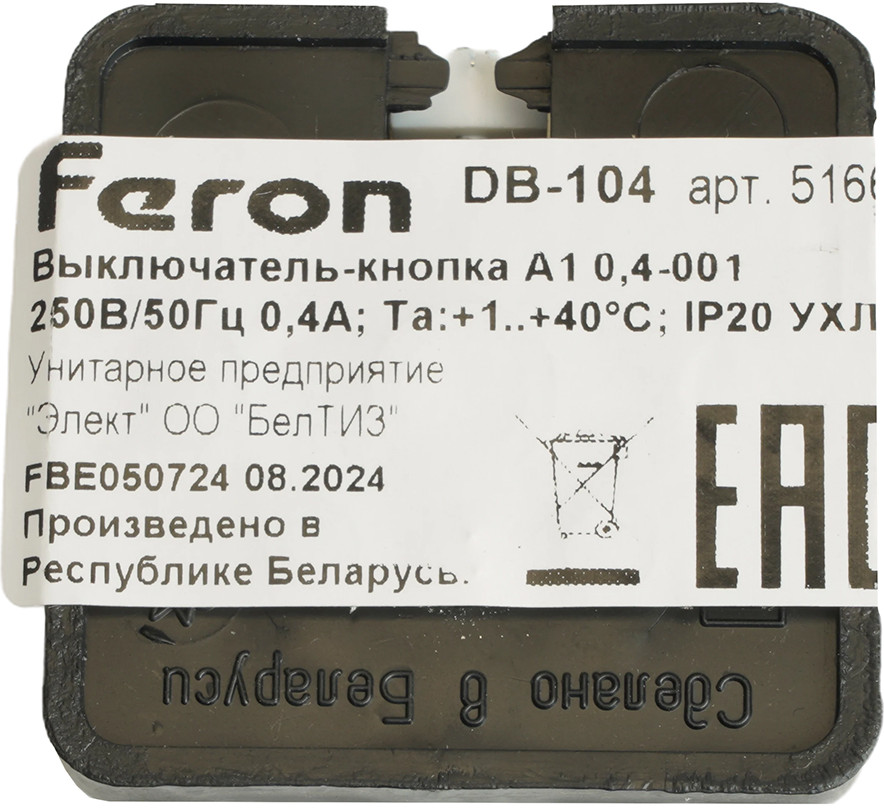 feron DB-104 арт. 5166
Выключатель-кнопка А1 0,4-001
250В/50Гц 0,4А; Та:+1..+40°С; IP20 УХЛ
Унитарное предприятие
"Элект" ОО "БелТИЗ"
FBE050724 08.2024
Произведено в
Республике Беларусь.
EAC
Сделано в Беларуси